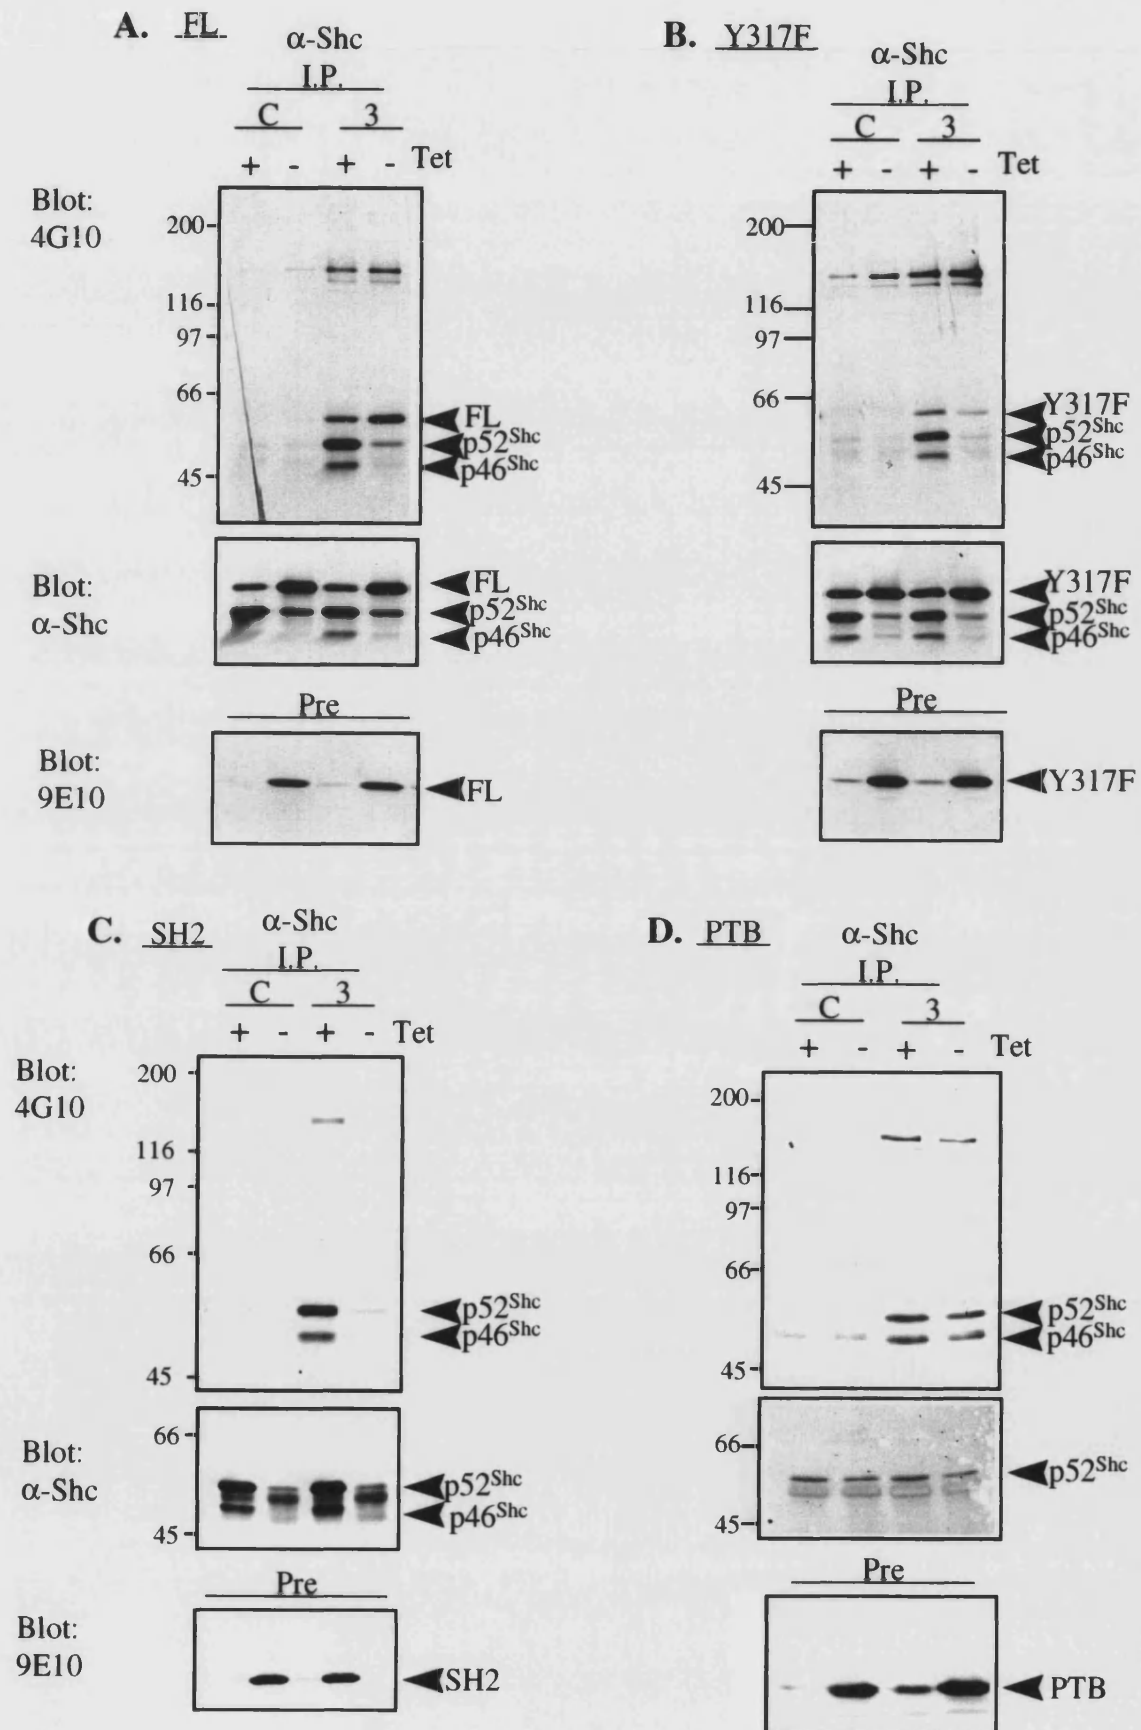 A. FL
α-Shc
I.P.
C 3
+ - + - Tet
Blot:
4G10
200
116
97
66
45
FL
p52Shc
p46Shc
Blot:
α-Shc
FL
p52Shc
p46Shc
Pre
Blot:
9E10
FL
B. Y317F
α-Shc
I.P.
C 3
+ - + - Tet
200
116
97
66
45
Y317F
p52Shc
p46Shc
Y317F
p52Shc
p46Shc
Pre
Y317F
C. SH2
α-Shc
I.P.
C 3
+ - + - Tet
Blot:
4G10
200
116
97
66
45
p52Shc
p46Shc
Blot:
α-Shc
66
45
p52Shc
p46Shc
Pre
Blot:
9E10
SH2
D. PTB
α-Shc
I.P.
C 3
+ - + - Tet
200
116
97
66
45
p52Shc
p46Shc
66
45
p52Shc
Pre
PTB